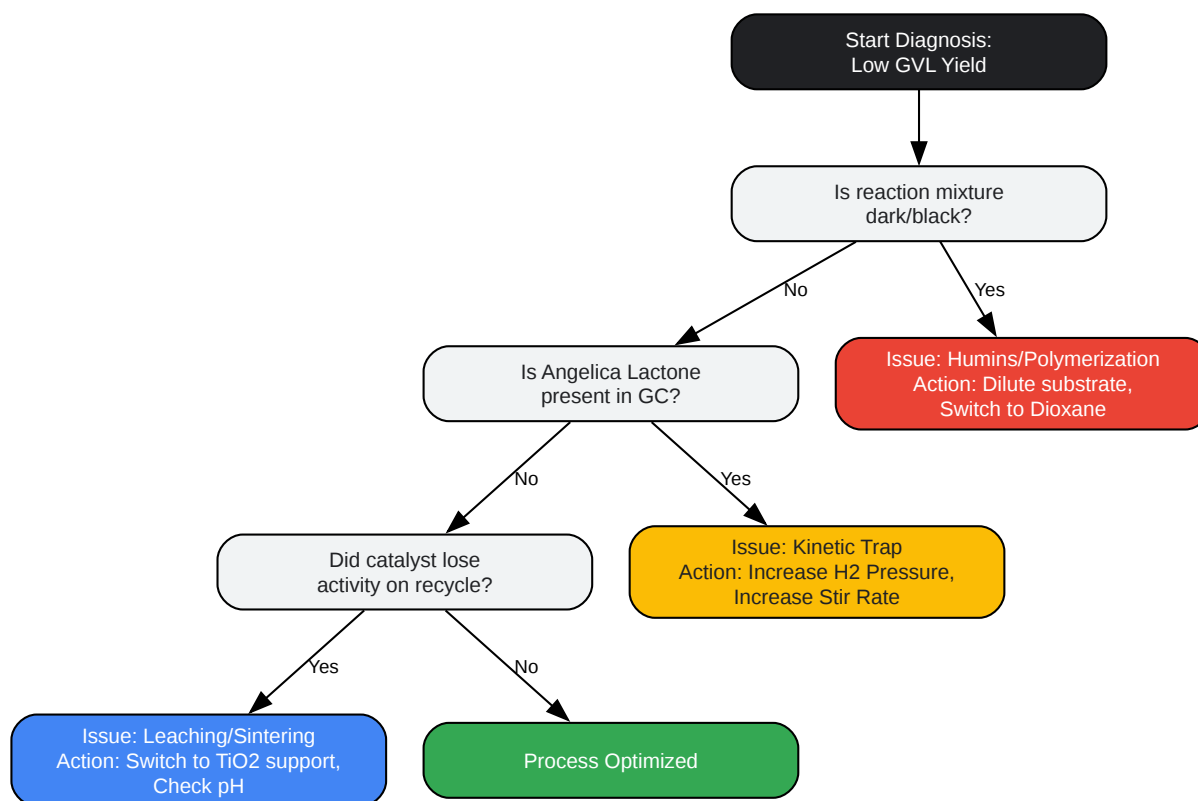 Start Diagnosis:
Low GVL Yield
Is reaction mixture
dark/black?
No
Yes
Is Angelica Lactone
present in GC?
Issue: Humins/Polymerization
Action: Dilute substrate,
Switch to Dioxane
No
Yes
Did catalyst lose
activity on recycle?
Issue: Kinetic Trap
Action: Increase H2 Pressure,
Increase Stir Rate
Yes
No
Issue: Leaching/Sintering
Action: Switch to TiO2 support,
Check pH
Process Optimized